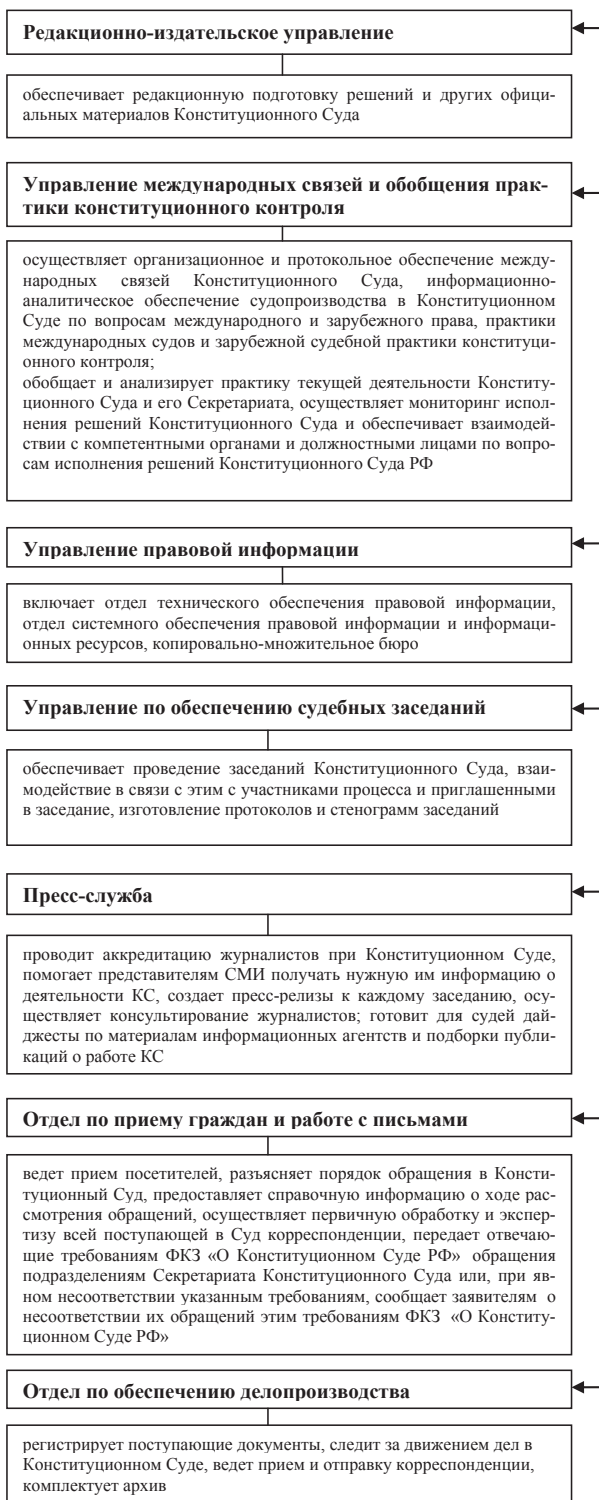 Редакционно-издательское управление
обеспечивает редакционную подготовку решений и других офици-
альных материалов Конституционного Суда
Управление международных связей и обобщения прак-
тики конституционного контроля
осуществляет организационное и протокольное обеспечение между-
народных связей Конституционного Суда, информационно-
аналитическое обеспечение судопроизводства в Конституционном
Суде по вопросам международного и зарубежного права, практики
международных судов и зарубежной судебной практики конституци-
онного контроля;
обобщает и анализирует практику текущей деятельности Конститу-
ционного Суда и его Секретариата, осуществляет мониторинг испол-
нения решений Конституционного Суда и обеспечивает взаимодей-
ствии с компетентными органами и должностными лицами по вопро-
сам исполнения решений Конституционного Суда РФ
Управление правовой информации
включает отдел технического обеспечения правовой информации,
отдел системного обеспечения правовой информации и информаци-
онных ресурсов, копировально-множительное бюро
Управление по обеспечению судебных заседаний
обеспечивает проведение заседаний Конституционного Суда, взаи-
модействие в связи с этим с участниками процесса и приглашенными
в заседание, изготовление протоколов и стенограмм заседаний
Пресс-служба
проводит аккредитацию журналистов при Конституционном Суде,
помогает представителям СМИ получать нужную им информацию о
деятельности КС, создает пресс-релизы к каждому заседанию, осу-
ществляет консультирование журналистов; готовит для судей дай-
джесты по материалам информационных агентств и подборки публи-
каций о работе КС
Отдел по приему граждан и работе с письмами
ведет прием посетителей, разъясняет порядок обращения в Консти-
туционный Суд, предоставляет справочную информацию о ходе рас-
смотрения обращений, осуществляет первичную обработку и экспер-
тизу всей поступающей в Суд корреспонденции, передает отвечаю-
щие требованиям ФКЗ «О Конституционном Суде РФ» обращения
подразделениям Секретариата Конституционного Суда или, при яв-
ном несоответствии указанным требованиям, сообщает заявителям о
несоответствии их обращений этим требованиям ФКЗ «О Конститу-
ционном Суде РФ»
Отдел по обеспечению делопроизводства
регистрирует поступающие документы, следит за движением дел в
Конституционном Суде, ведет прием и отправку корреспонденции,
комплектует архив